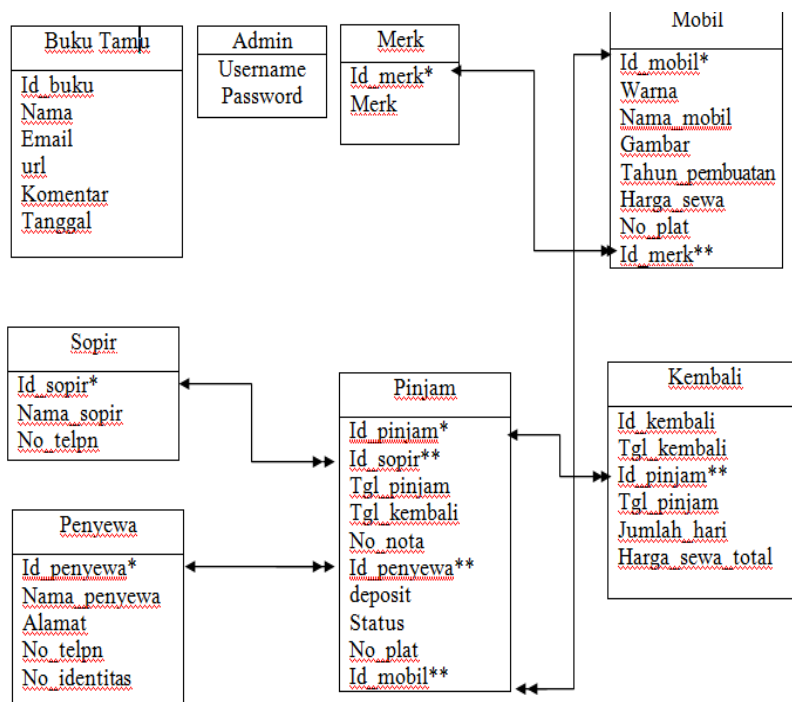 Buku Tamu
Id_buku
Nama
Email
url
Komentar
Tanggal
Admin
Username
Password
Merk
Id_merk*
Merk
Mobil
Id_mobil*
Warna
Nama_mobil
Gambar
Tahun_pembuatan
Harga_sewa
No_plat
Id_merk**
Sopir
Id_sopir*
Nama_sopir
No_telpn
Penyewa
Id_penyewa*
Nama_penyewa
Alamat
No_telpn
No_identitas
Pinjam
Id_pinjam*
Id_sopir**
Tgl_pinjam
Tgl_kembali
No_nota
Id_penyewa**
deposit
Status
No_plat
Id_mobil**
Kembali
Id_kembali
Tgl_kembali
Id_pinjam**
Tgl_pinjam
Jumlah_hari
Harga_sewa_total